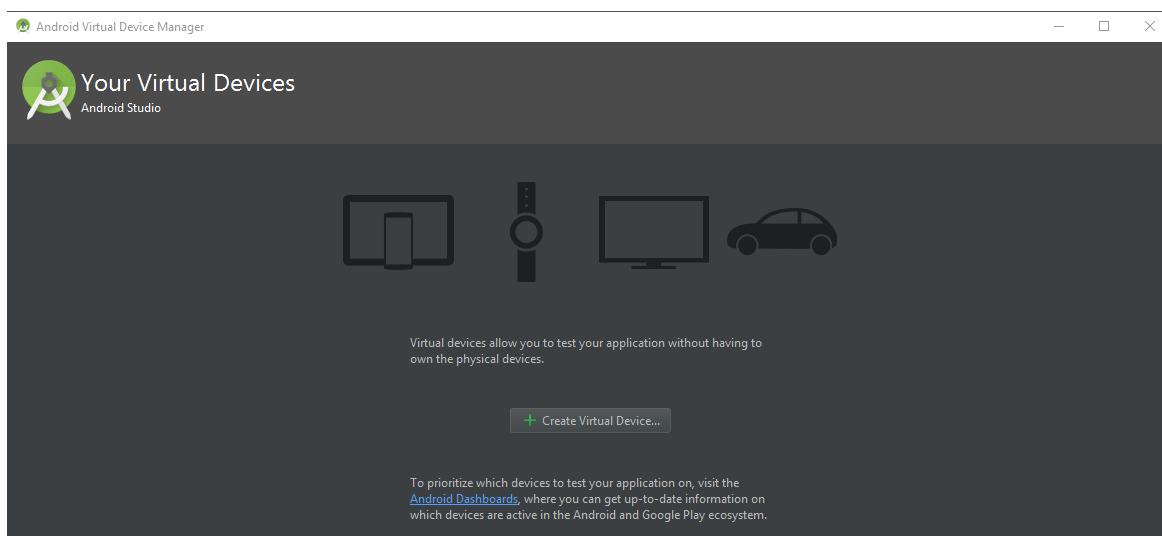 Android Virtual Device Manager
Your Virtual Devices
Android Studio
Virtual devices allow you to test your application without having to
own the physical devices.
Create Virtual Device...
To prioritize which devices to test your application on, visit the
Android Dashboards, where you can get up-to-date information on
which devices are active in the Android and Google Play ecosystem.